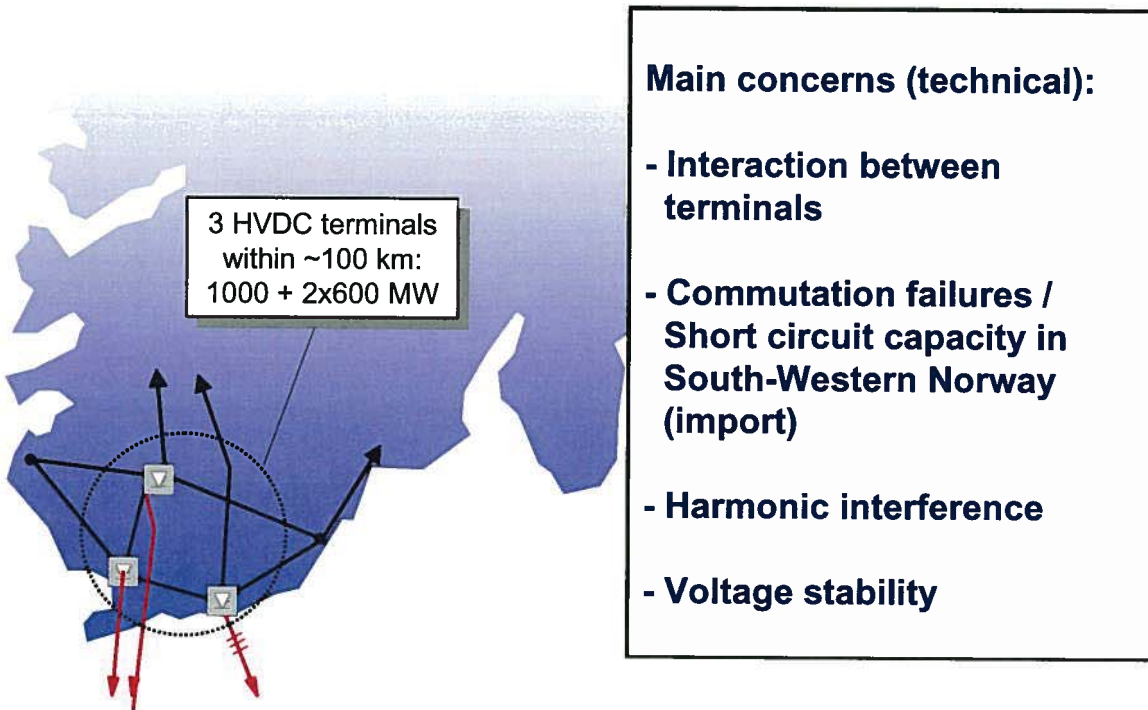 3 HVDC terminals
within ~100 km:
1000 + 2x600 MW
Main concerns (technical):
- Interaction between
terminals
- Commutation failures /
Short circuit capacity in
South-Western Norway
(import)
- Harmonic interference
- Voltage stability